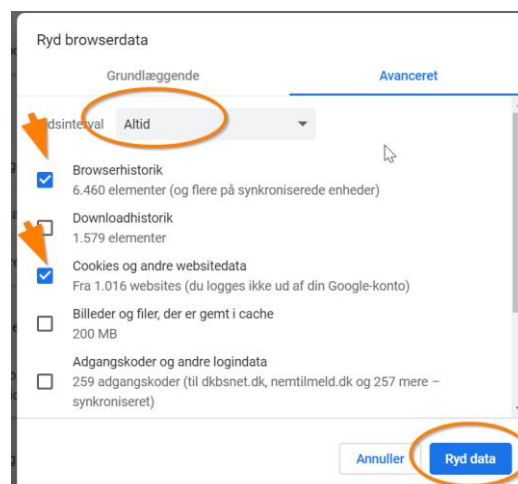 Ryd browserdata
Grundlæggende
Avanceret
dsinterval Altid
Browserhistorik
6.460 elementer (og flere på synkroniserede enheder)
Downloadhistorik
1.579 elementer
Cookies og andre websitedata
Fra 1.016 websites (du logges ikke ud af din Google-konto)
Billeder og filer, der er gemt i cache
200 MB
Adgangskoder og andre logindata
259 adgangskoder (til dkbsnet.dk, nemtilmeld.dk og 257 mere –
synkroniseret)
Annuller
Ryd data